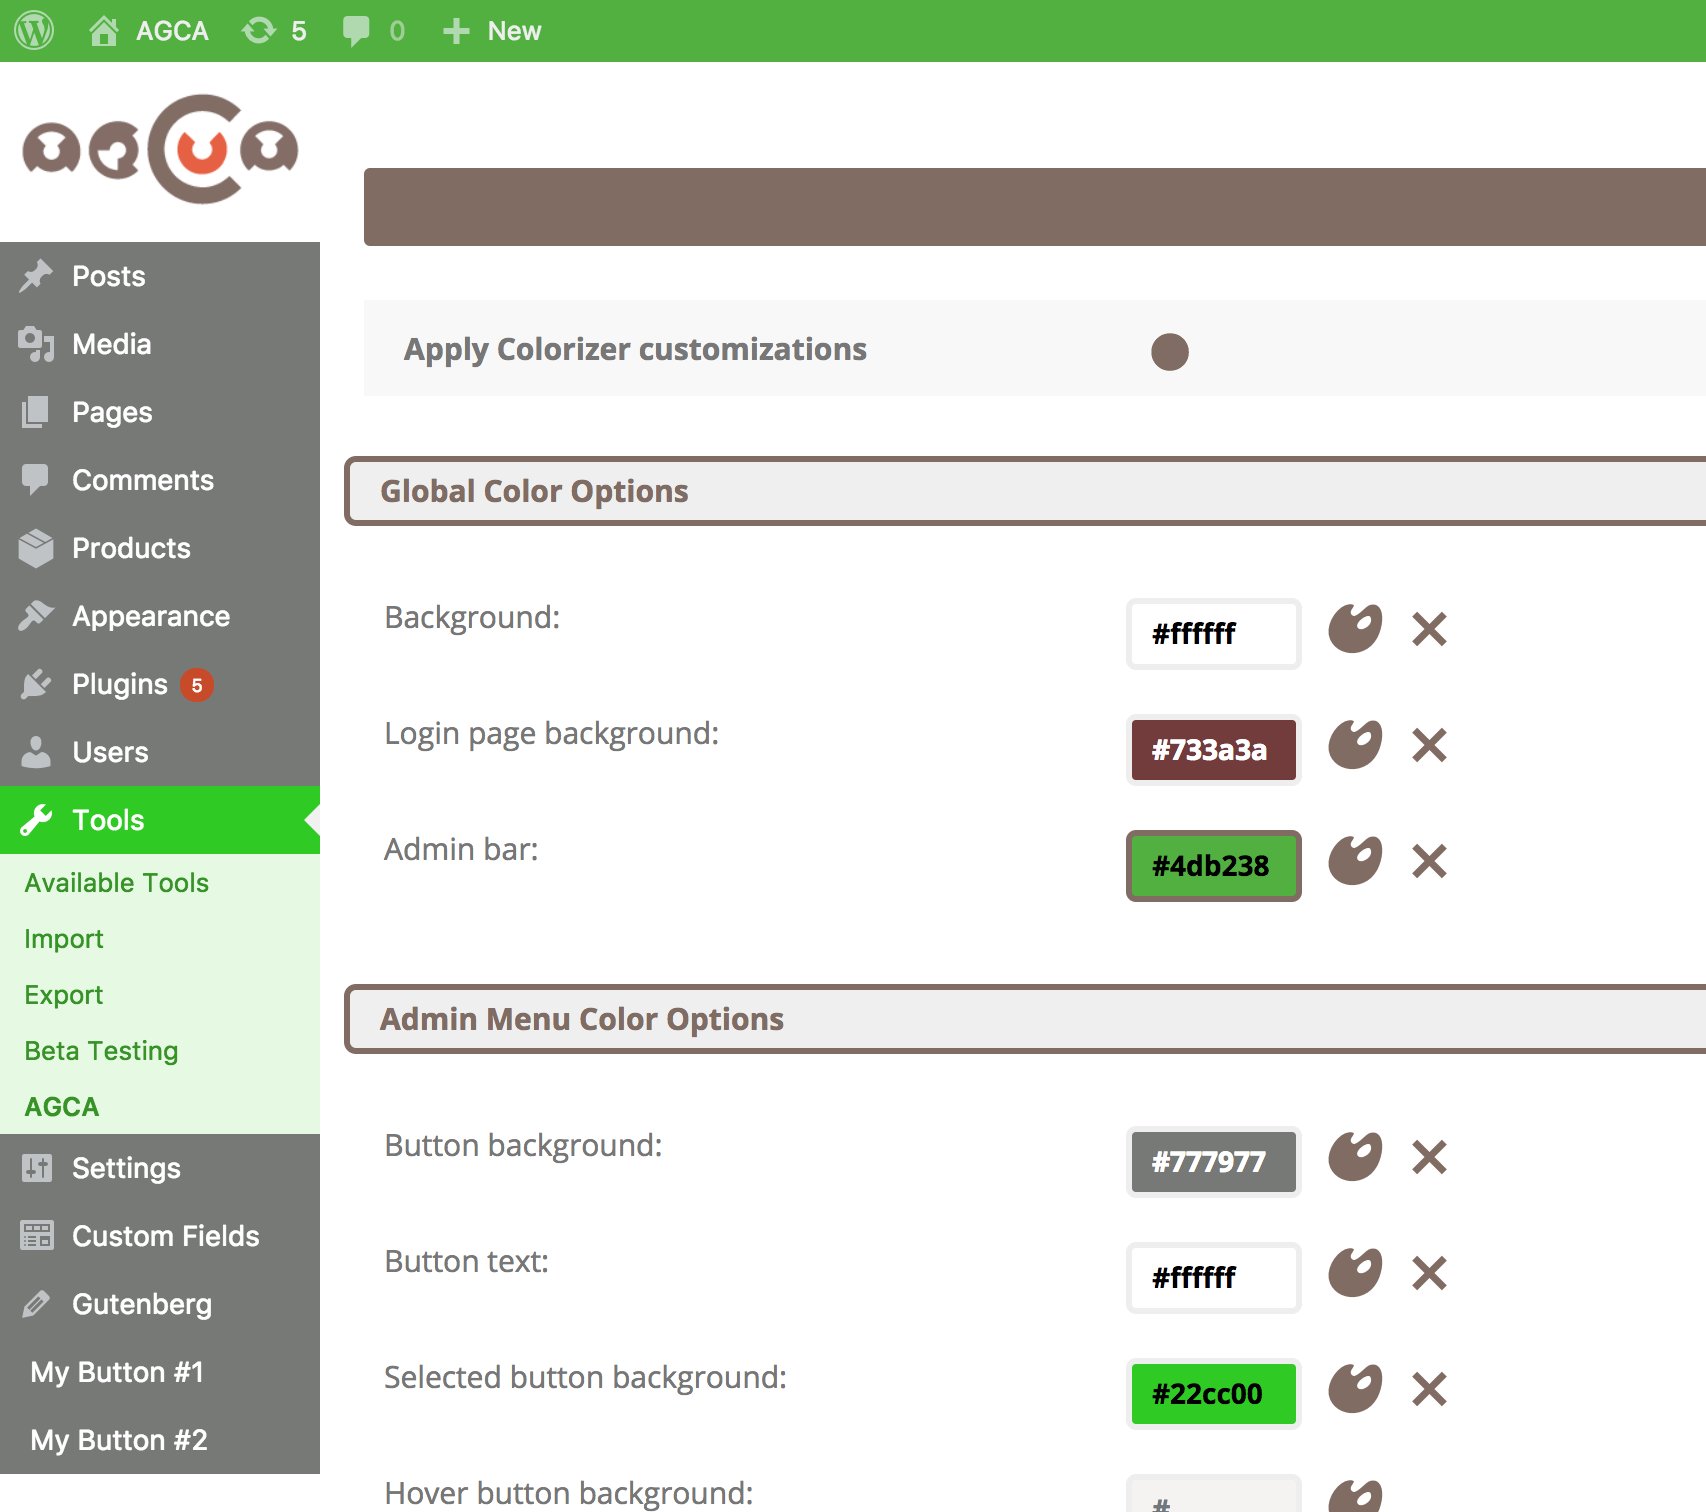 AGCA 5 0 New
agca
Posts
Media
Pages
Comments
Products
Appearance
Plugins 5
Users
Tools
Available Tools
Import
Export
Beta Testing
AGCA
Settings
Custom Fields
Gutenberg
My Button #1
My Button #2
Apply Colorizer customizations
Global Color Options
Background: #ffffff
Login page background: #733a3a
Admin bar: #4db238
Admin Menu Color Options
Button background: #777977
Button text: #ffffff
Selected button background: #22cc00
Hover button background: #